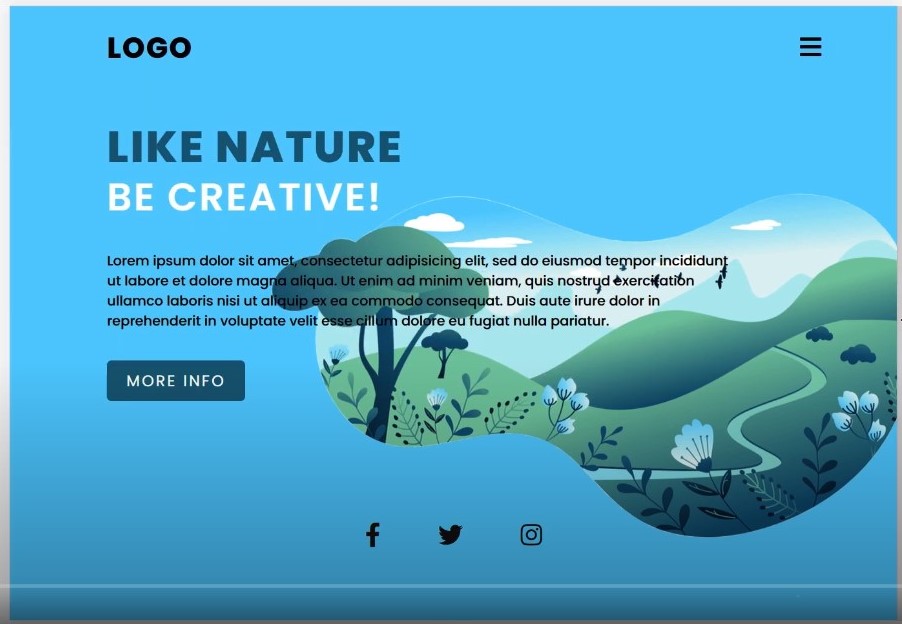 LOGO
LIKE NATURE
BE CREATIVE!
Lorem ipsum dolor sit amet, consectetur adipisicing elit, sed do eiusmod tempor incididunt
ut labore et dolore magna aliqua. Ut enim ad minim veniam, quis nostrud exercitation
ullamco laboris nisi ut aliquip ex ea commodo consequat. Duis aute irure dolor in
reprehenderit in voluptate velit esse cillum dolore eu fugiat nulla pariatur.
MORE INFO